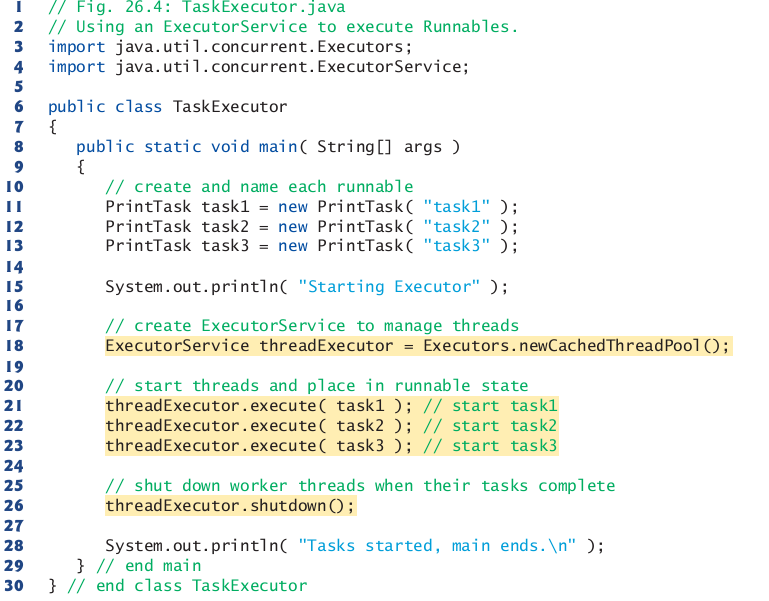 1 // Fig. 26.4: TaskExecutor.java
2 // Using an ExecutorService to execute Runnables.
3 import java.util.concurrent.Executors;
4 import java.util.concurrent.ExecutorService;
5
6 public class TaskExecutor
7 {
8    public static void main( String[] args )
9    {
10       // create and name each runnable
11       PrintTask task1 = new PrintTask( "task1" );
12       PrintTask task2 = new PrintTask( "task2" );
13       PrintTask task3 = new PrintTask( "task3" );
14
15       System.out.println( "Starting Executor" );
16
17       // create ExecutorService to manage threads
18       ExecutorService threadExecutor = Executors.newCachedThreadPool();
19
20       // start threads and place in runnable state
21       threadExecutor.execute( task1 ); // start task1
22       threadExecutor.execute( task2 ); // start task2
23       threadExecutor.execute( task3 ); // start task3
24
25       // shut down worker threads when their tasks complete
26       threadExecutor.shutdown();
27
28       System.out.println( "Tasks started, main ends.\n" );
29    } // end main
30 } // end class TaskExecutor